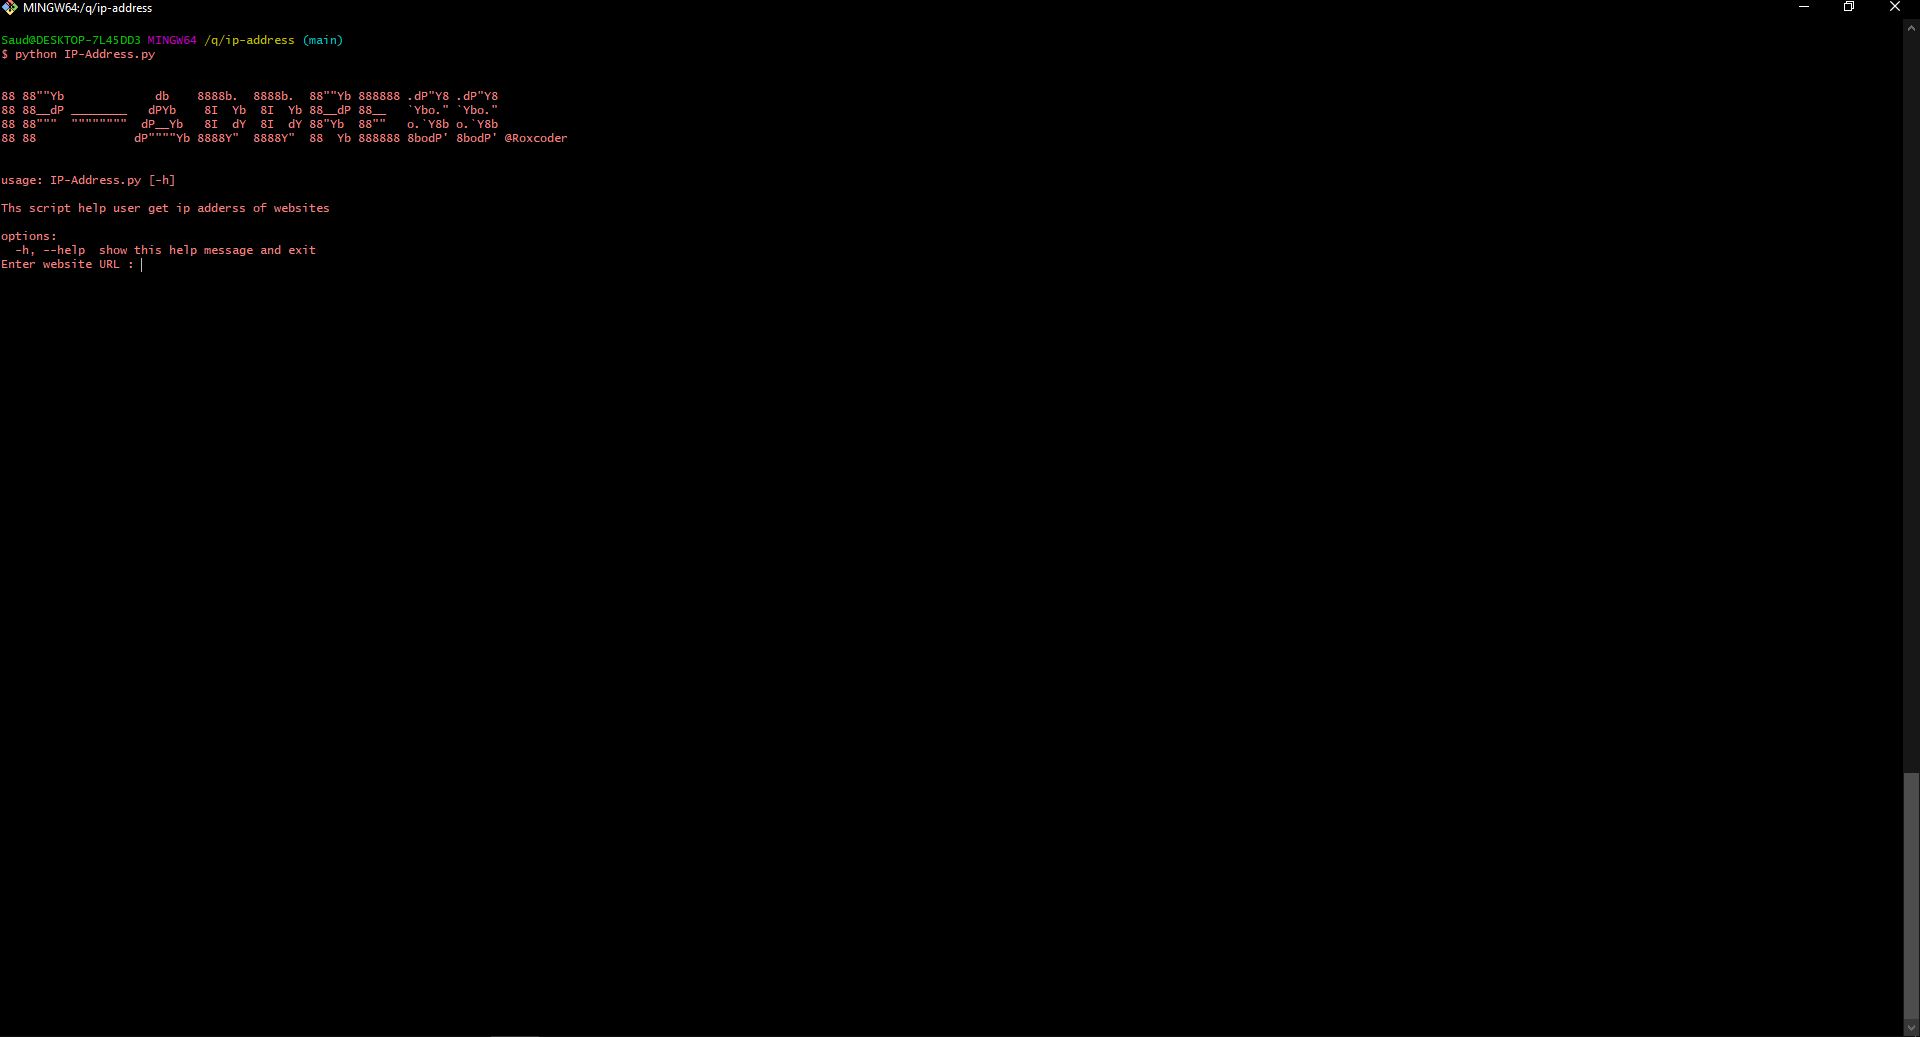 MINGW64:/q/ip-address
Saud@DESKTOP-7L45DD3 MINGW64 /q/ip-address (main)
$ python IP-Address.py
88 88""Yb             db    8888b.  8888b.  88""Yb 888888 .dP"Y8 .dP"Y8
88 88__dP ________   dPYb    8I  Yb  8I  Yb 88__dP 88__   `Ybo." `Ybo."
88 88"""  """"""""  dP__Yb   8I  dY  8I  dY 88"Yb  88""   o.`Y8b o.`Y8b
88 88              dP""""Yb 8888Y"  8888Y"  88  Yb 888888 8bodP' 8bodP' @Roxcoder
usage: IP-Address.py [-h]
Ths script help user get ip adderss of websites
options:
  -h, --help  show this help message and exit
Enter website URL :